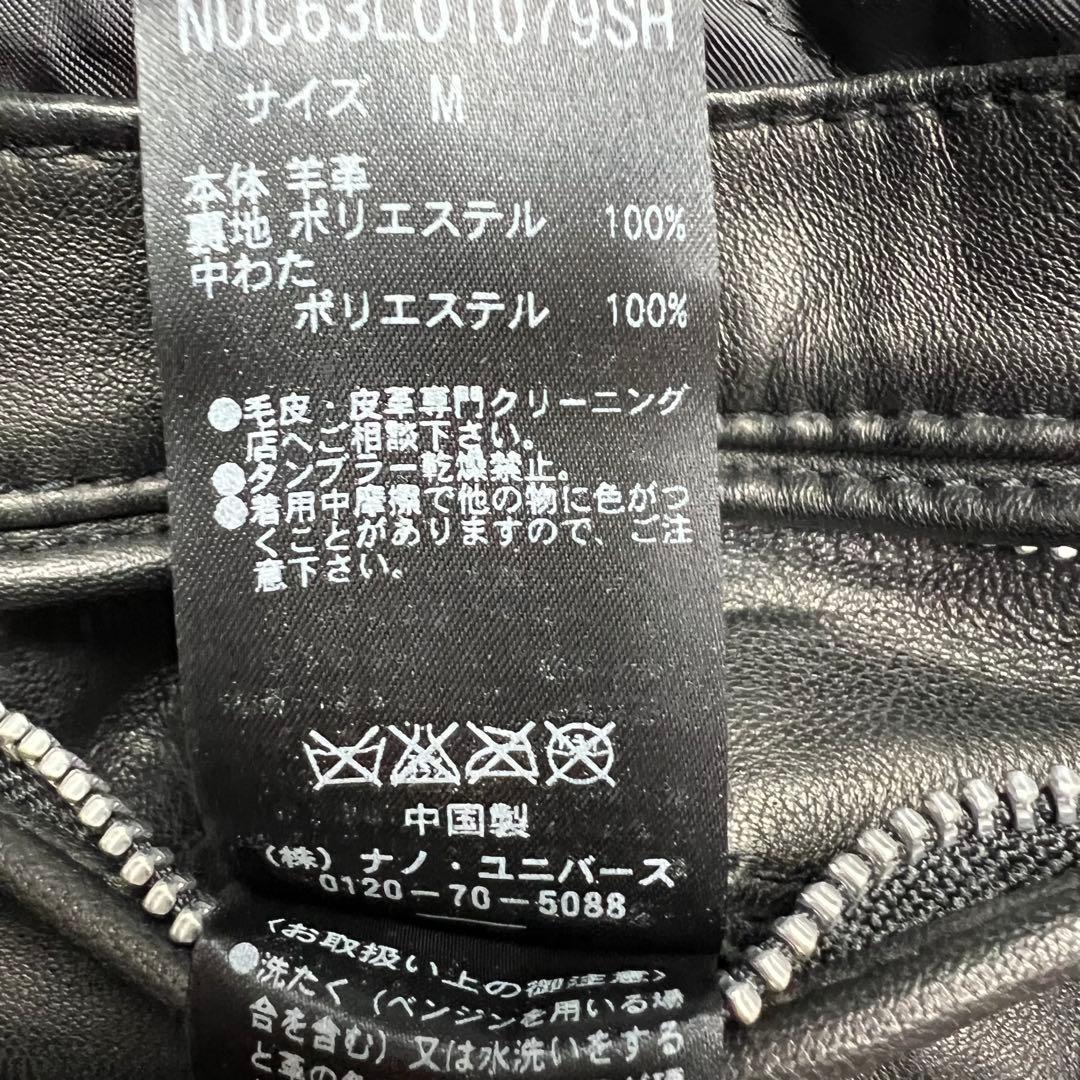 サイズ M
本体 羊革
裏地 ポリエステル 100%
中わた
ポリエステル 100%
●毛皮・皮革専門クリーニング
店へご相談下さい。
●タンブラー乾燥禁止。
●着用中摩擦で他の物に色がつ
くことがありますので、ご注
意下さい。
中国製
(株) ナノ・ユニバース
0120-70-5088
〈お取扱い上の御注意〉
●洗たく (ベンジンを用いる場
合を含む) 又は水洗いをする
と革の